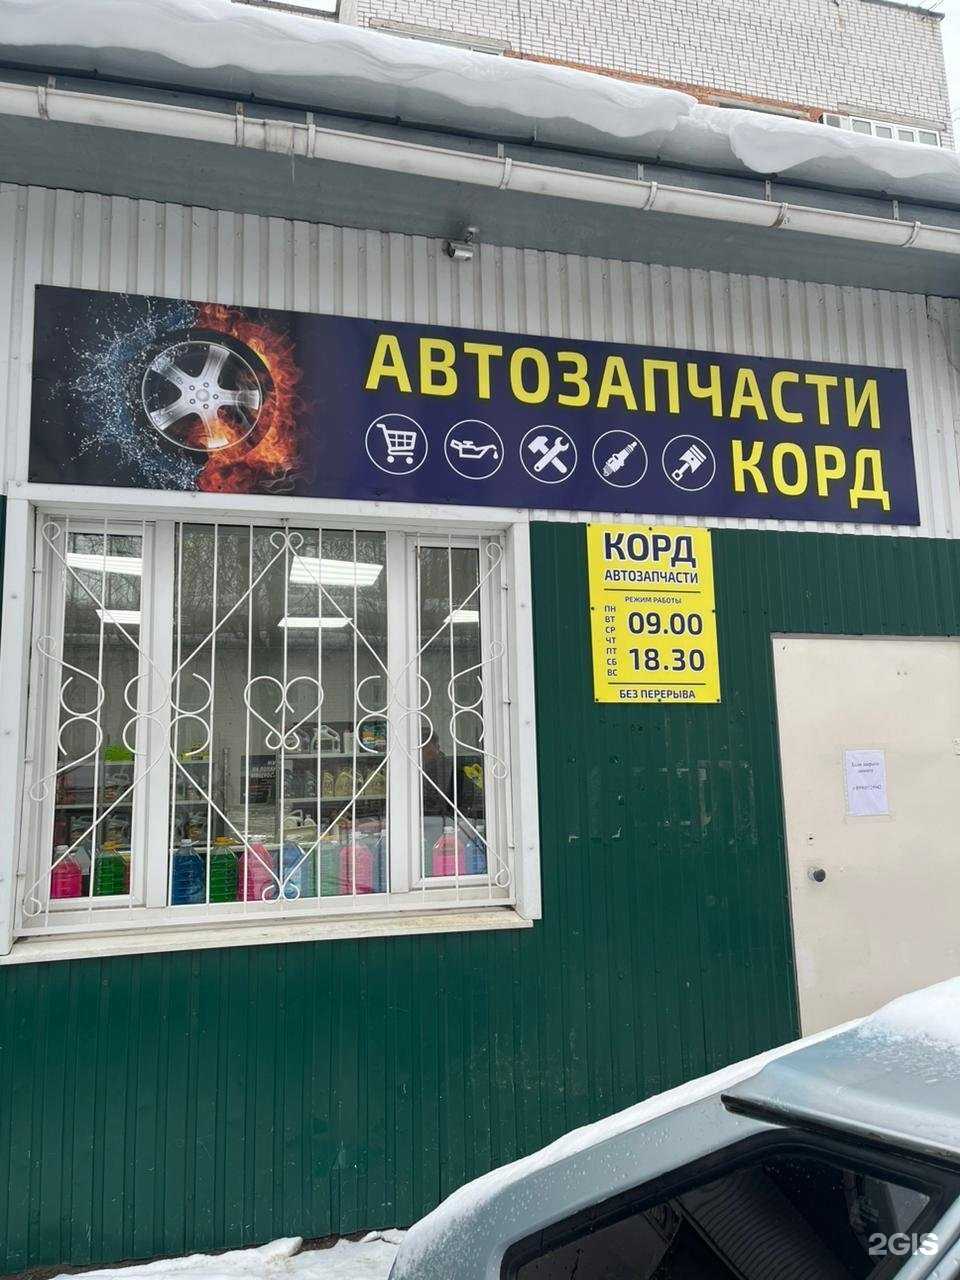 АВТОЗАПЧАСТИ
КОРД
КОРД
АВТОЗАПЧАСТИ
РЕЖИМ РАБОТЫ
ПН
ВТ
СР
ЧТ
ПТ
СБ
ВС
09.00
18.30
БЕЗ ПЕРЕРЫВА
2GIS